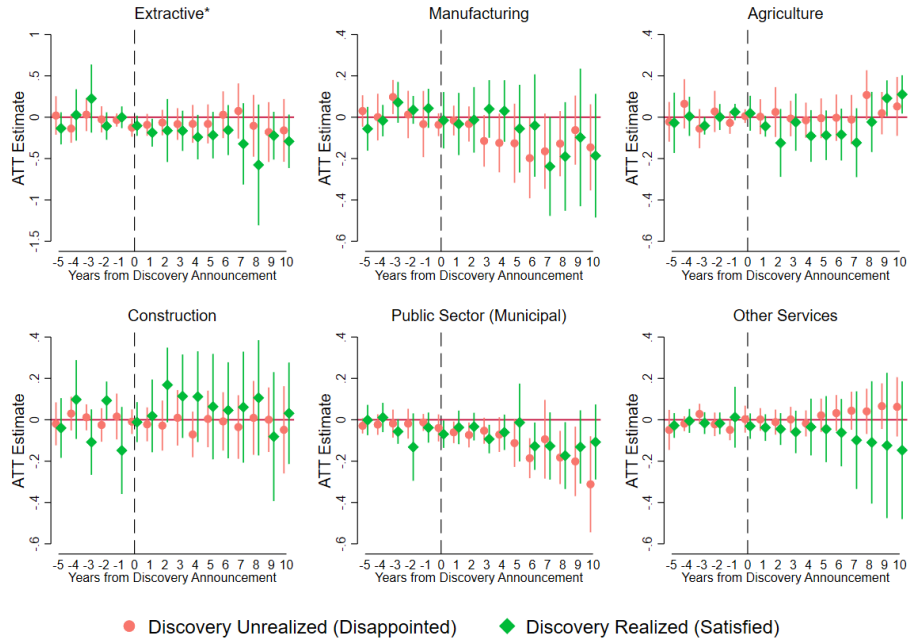 Extractive* Manufacturing Agriculture
ATT Estimate 1 .5 0 -.5 -1 -1.5
ATT Estimate .4 .2 0 -.2 -.4 -.6
ATT Estimate .4 .2 0 -.2 -.4 -.6
-5 -4 -3 -2 -1 0 1 2 3 4 5 6 7 8 9 10 -5 -4 -3 -2 -1 0 1 2 3 4 5 6 7 8 9 10 -5 -4 -3 -2 -1 0 1 2 3 4 5 6 7 8 9 10
Years from Discovery Announcement Years from Discovery Announcement Years from Discovery Announcement
Construction Public Sector (Municipal) Other Services
ATT Estimate .4 .2 0 -.2 -.4 -.6
ATT Estimate .4 .2 0 -.2 -.4 -.6
ATT Estimate .4 .2 0 -.2 -.4 -.6
-5 -4 -3 -2 -1 0 1 2 3 4 5 6 7 8 9 10 -5 -4 -3 -2 -1 0 1 2 3 4 5 6 7 8 9 10 -5 -4 -3 -2 -1 0 1 2 3 4 5 6 7 8 9 10
Years from Discovery Announcement Years from Discovery Announcement Years from Discovery Announcement
Discovery Unrealized (Disappointed) Discovery Realized (Satisfied)